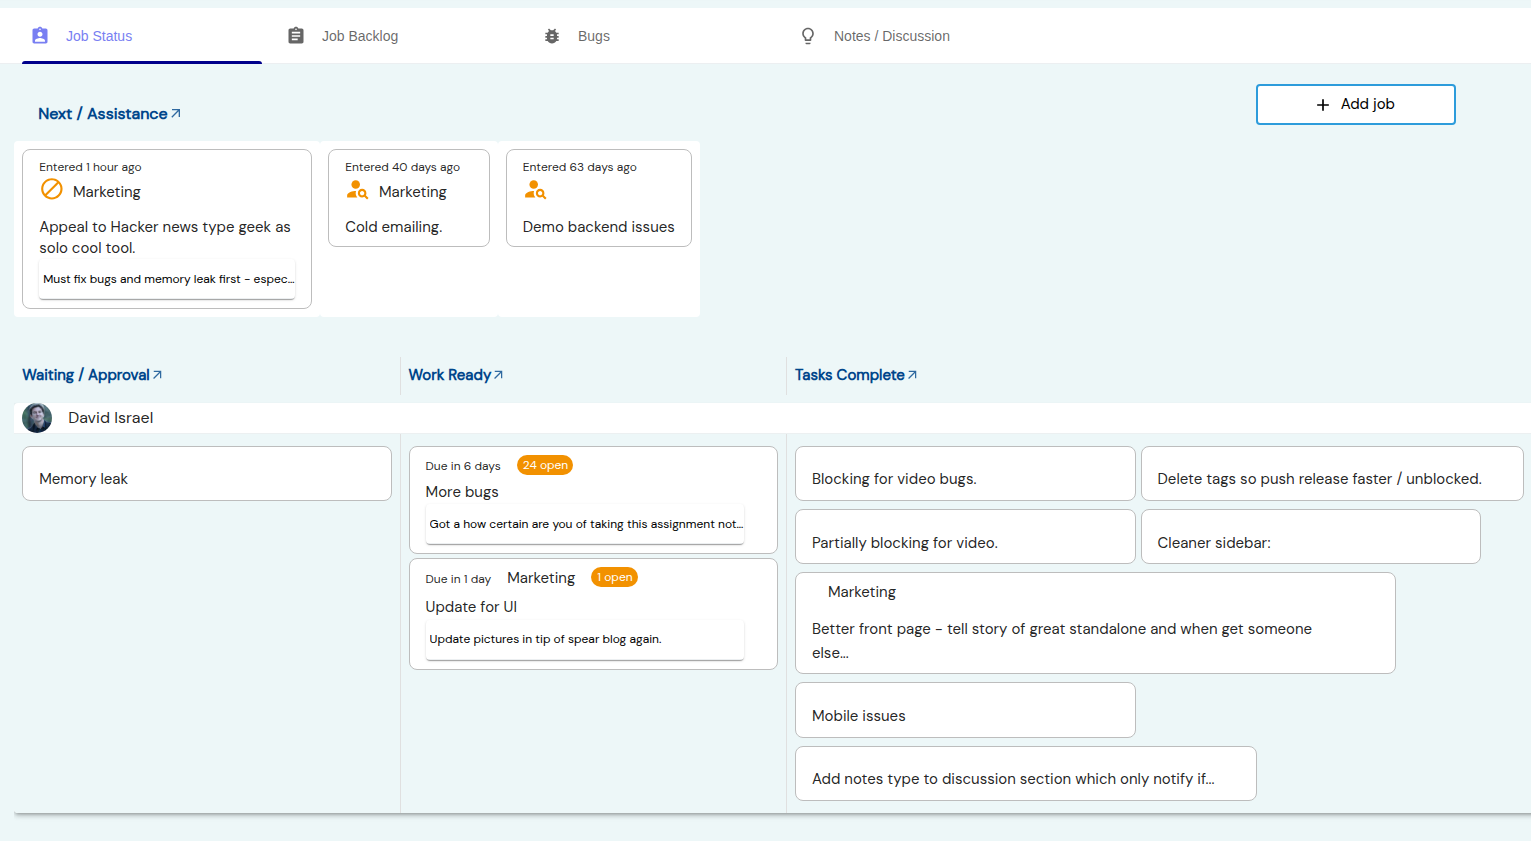 Job Status
Job Backlog
Bugs
Notes / Discussion
Next / Assistance
Add job
Entered 1 hour ago
Marketing
Appeal to Hacker news type geek as
solo cool tool.
Must fix bugs and memory leak first - espec...
Entered 40 days ago
Marketing
Cold emailing.
Entered 63 days ago
Demo backend issues
Waiting / Approval
Work Ready
Tasks Complete
David Israel
Memory leak
Due in 6 days
24 open
More bugs
Got a how certain are you of taking this assignment not...
Due in 1 day
Marketing
1 open
Update for UI
Update pictures in tip of spear blog again.
Blocking for video bugs.
Delete tags so push release faster / unblocked.
Partially blocking for video.
Cleaner sidebar:
Marketing
Better front page - tell story of great standalone and when get someone
else...
Mobile issues
Add notes type to discussion section which only notify if...